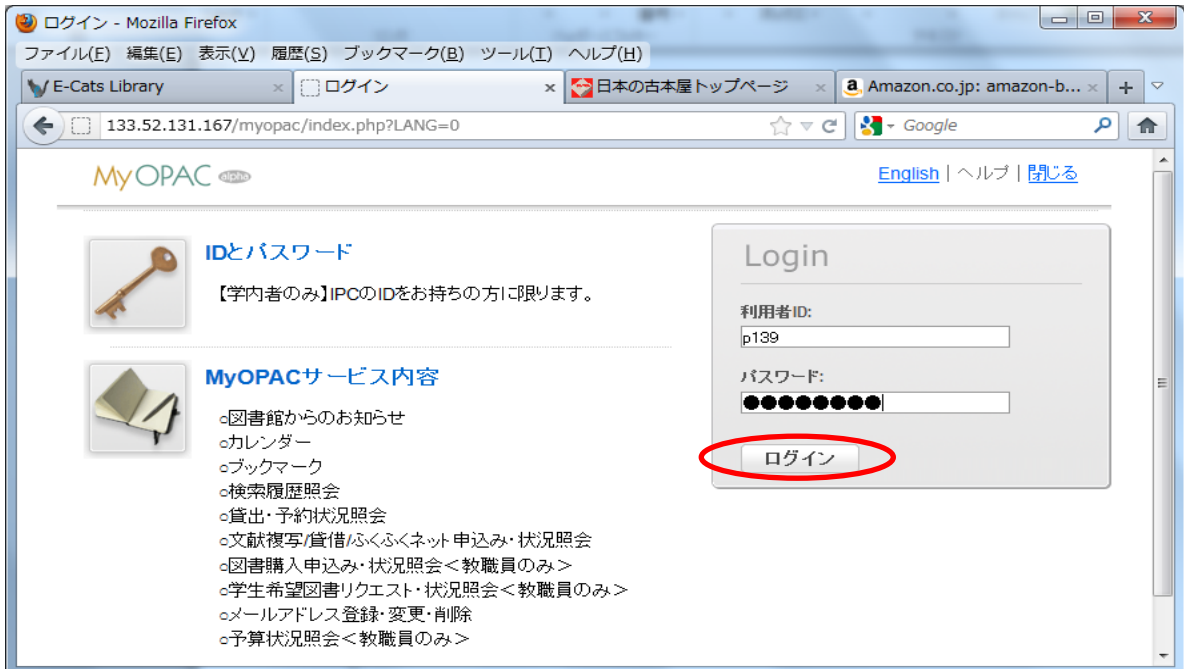 ログイン - Mozilla Firefox
ファイル(F) 編集(E) 表示(V) 履歴(S) ブックマーク(B) ツール(T) ヘルプ(H)
E-Cats Library × ログイン × 日本の古本屋トップページ × Amazon.co.jp: amazon-b... × +
133.52.131.167/myopac/index.php?LANG=0 Google
MyOPAC alpha
English | ヘルプ | 閉じる
IDとパスワード
【学内者のみ】IPCのIDをお持ちの方に限ります。
MyOPACサービス内容
○図書館からのお知らせ
○カレンダー
○ブックマーク
○検索履歴照会
○貸出・予約状況照会
○文献複写/貸借/ふくふくネット申込み・状況照会
○図書購入申込み・状況照会＜教職員のみ＞
○学生希望図書リクエスト・状況照会＜教職員のみ＞
○メールアドレス登録・変更・削除
○予算状況照会＜教職員のみ＞
Login
利用者ID:
p139
パスワード:
●●●●●●●●
ログイン